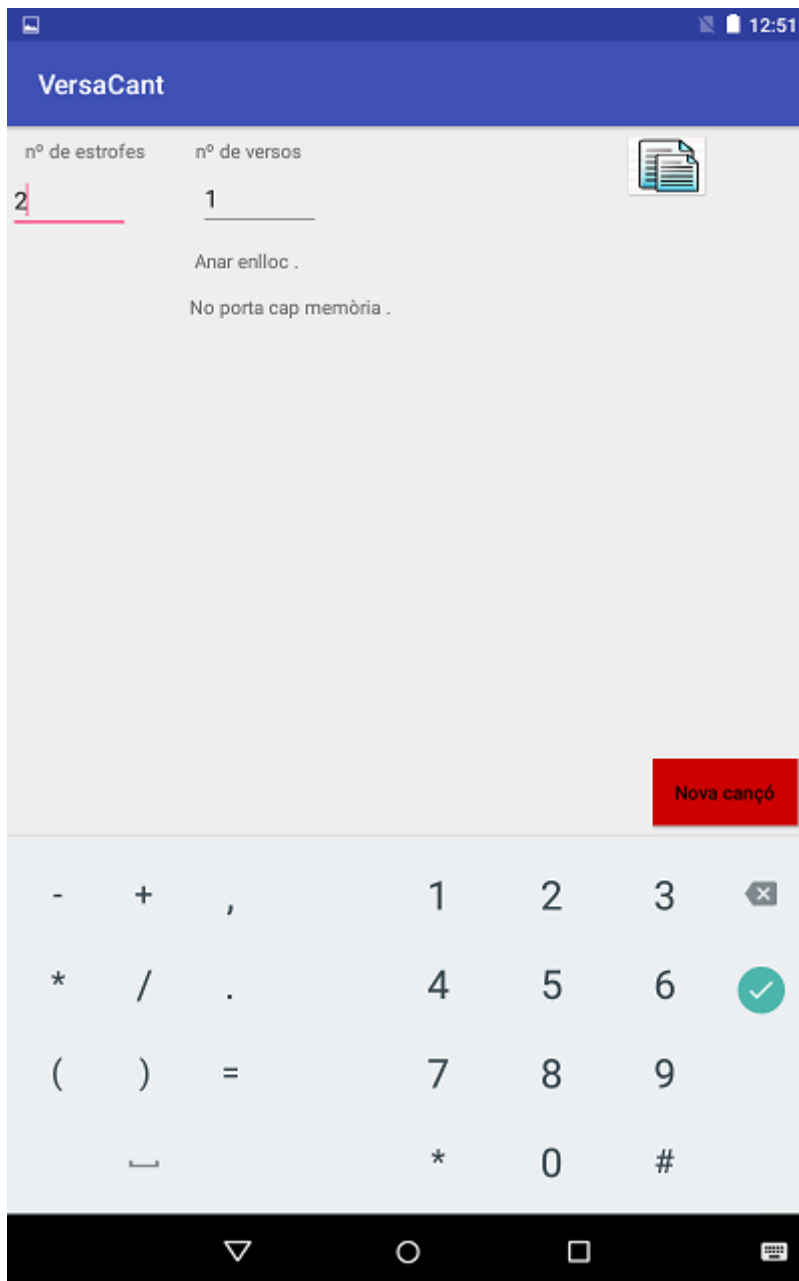 12:51
VersaCant
nº de estrofes nº de versos
2 1
Anar enlloc .
No porta cap memòria .
Nova cançó
- + , 1 2 3
* / . 4 5 6
( ) = 7 8 9
* 0 #